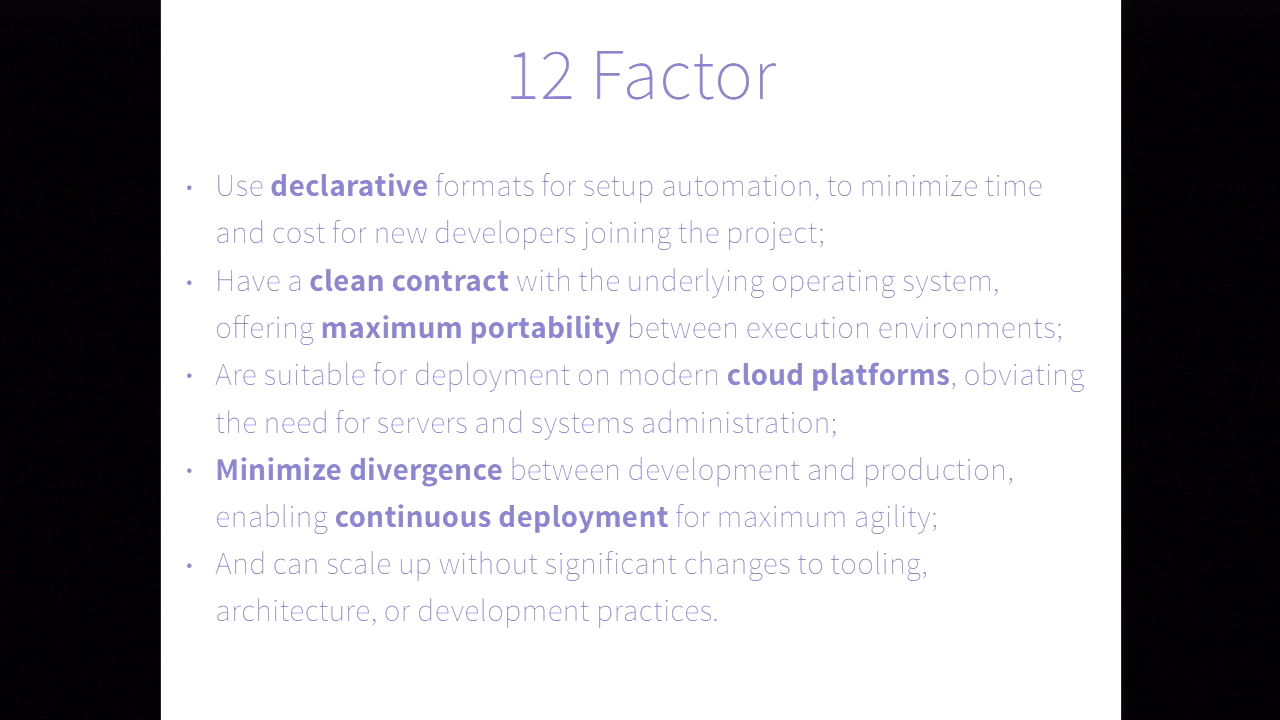 12 Factor
• Use declarative formats for setup automation, to minimize time
and cost for new developers joining the project;
• Have a clean contract with the underlying operating system,
offering maximum portability between execution environments;
• Are suitable for deployment on modern cloud platforms, obviating
the need for servers and systems administration;
• Minimize divergence between development and production,
enabling continuous deployment for maximum agility;
• And can scale up without significant changes to tooling,
architecture, or development practices.